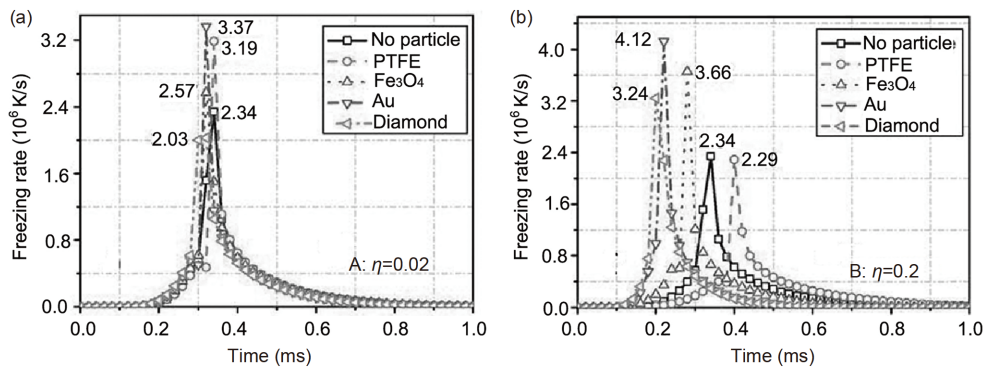 (a)
Freezing rate (10⁶ K/s)
3.2
2.4
1.6
0.8
0.0
3.37
3.19
2.57
2.34
2.03
No particle
PTFE
Fe₃O₄
Au
Diamond
A: η=0.02
0.0 0.2 0.4 0.6 0.8 1.0
Time (ms)
(b)
Freezing rate (10⁶ K/s)
4.0
3.2
2.4
1.6
0.8
0.0
4.12
3.66
3.24
2.34
2.29
No particle
PTFE
Fe₃O₄
Au
Diamond
B: η=0.2
0.0 0.2 0.4 0.6 0.8 1.0
Time (ms)